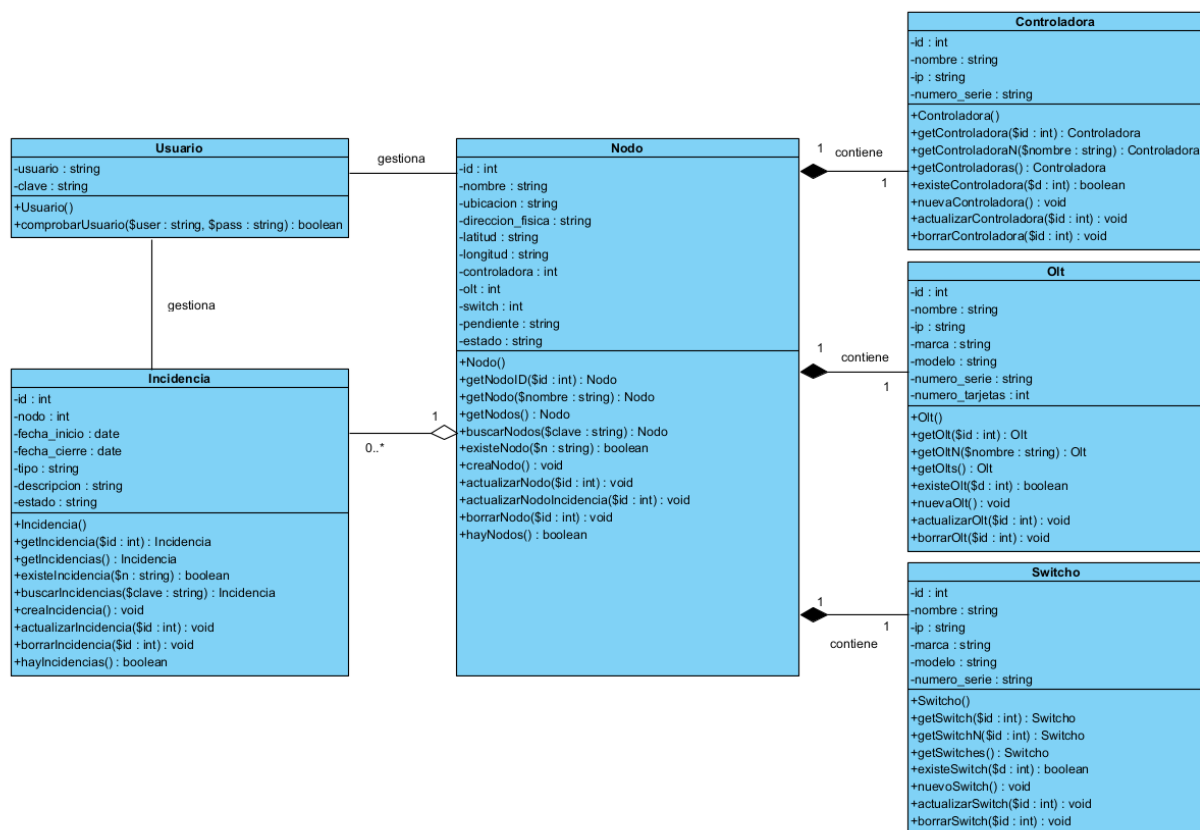 Usuario
-usuario : string
-clave : string
+Usuario()
+comprobarUsuario($user : string, $pass : string) : boolean
gestiona
gestiona
Incidencia
-id : int
-nodo : int
-fecha_inicio : date
-fecha_cierre : date
-tipo : string
-descripcion : string
-estado : string
+Incidencia()
+getIncidencia($id : int) : Incidencia
+getIncidencias() : Incidencia
+existeIncidencia($n : string) : boolean
+buscarIncidencias($clave : string) : Incidencia
+creaIncidencia() : void
+actualizarIncidencia($id : int) : void
+borrarIncidencia($id : int) : void
+hayIncidencias() : boolean
1
0..*
Nodo
-id : int
-nombre : string
-ubicacion : string
-direccion_fisica : string
-latitud : string
-longitud : string
-controladora : int
-olt : int
-switch : int
-pendiente : string
-estado : string
+Nodo()
+getNodoID($id : int) : Nodo
+getNodo($nombre : string) : Nodo
+getNodos() : Nodo
+buscarNodos($clave : string) : Nodo
+existeNodo($n : string) : boolean
+creaNodo() : void
+actualizarNodo($id : int) : void
+actualizarNodoIncidencia($id : int) : void
+borrarNodo($id : int) : void
+hayNodos() : boolean
1
contiene
1
1
contiene
1
1
1
contiene
Controladora
-id : int
-nombre : string
-ip : string
-numero_serie : string
+Controladora()
+getControladora($id : int) : Controladora
+getControladoraN($nombre : string) : Controladora
+getControladoras() : Controladora
+existeControladora($d : int) : boolean
+nuevaControladora() : void
+actualizarControladora($id : int) : void
+borrarControladora($id : int) : void
Olt
-id : int
-nombre : string
-ip : string
-marca : string
-modelo : string
-numero_serie : string
-numero_tarjetas : int
+Olt()
+getOlt($id : int) : Olt
+getOltN($nombre : string) : Olt
+getOlts() : Olt
+existeOlt($d : int) : boolean
+nuevaOlt() : void
+actualizarOlt($id : int) : void
+borrarOlt($id : int) : void
Switcho
-id : int
-nombre : string
-ip : string
-marca : string
-modelo : string
-numero_serie : string
+Switcho()
+getSwitch($id : int) : Switcho
+getSwitchN($id : int) : Switcho
+getSwitches() : Switcho
+existeSwitch($d : int) : boolean
+nuevoSwitch() : void
+actualizarSwitch($id : int) : void
+borrarSwitch($id : int) : void